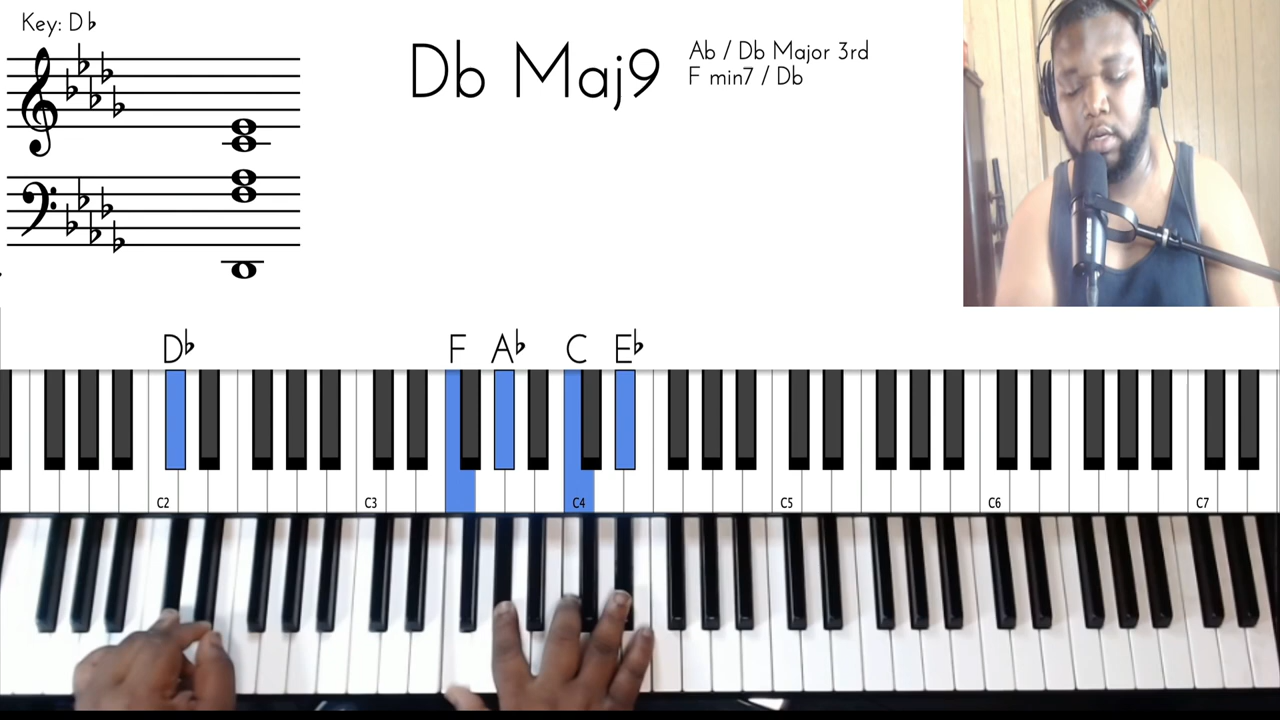 Key: D♭
Db Maj9
Ab / Db Major 3rd
F min7 / Db
D♭ F A♭ C E♭
C2 C3 C4 C5 C6 C7